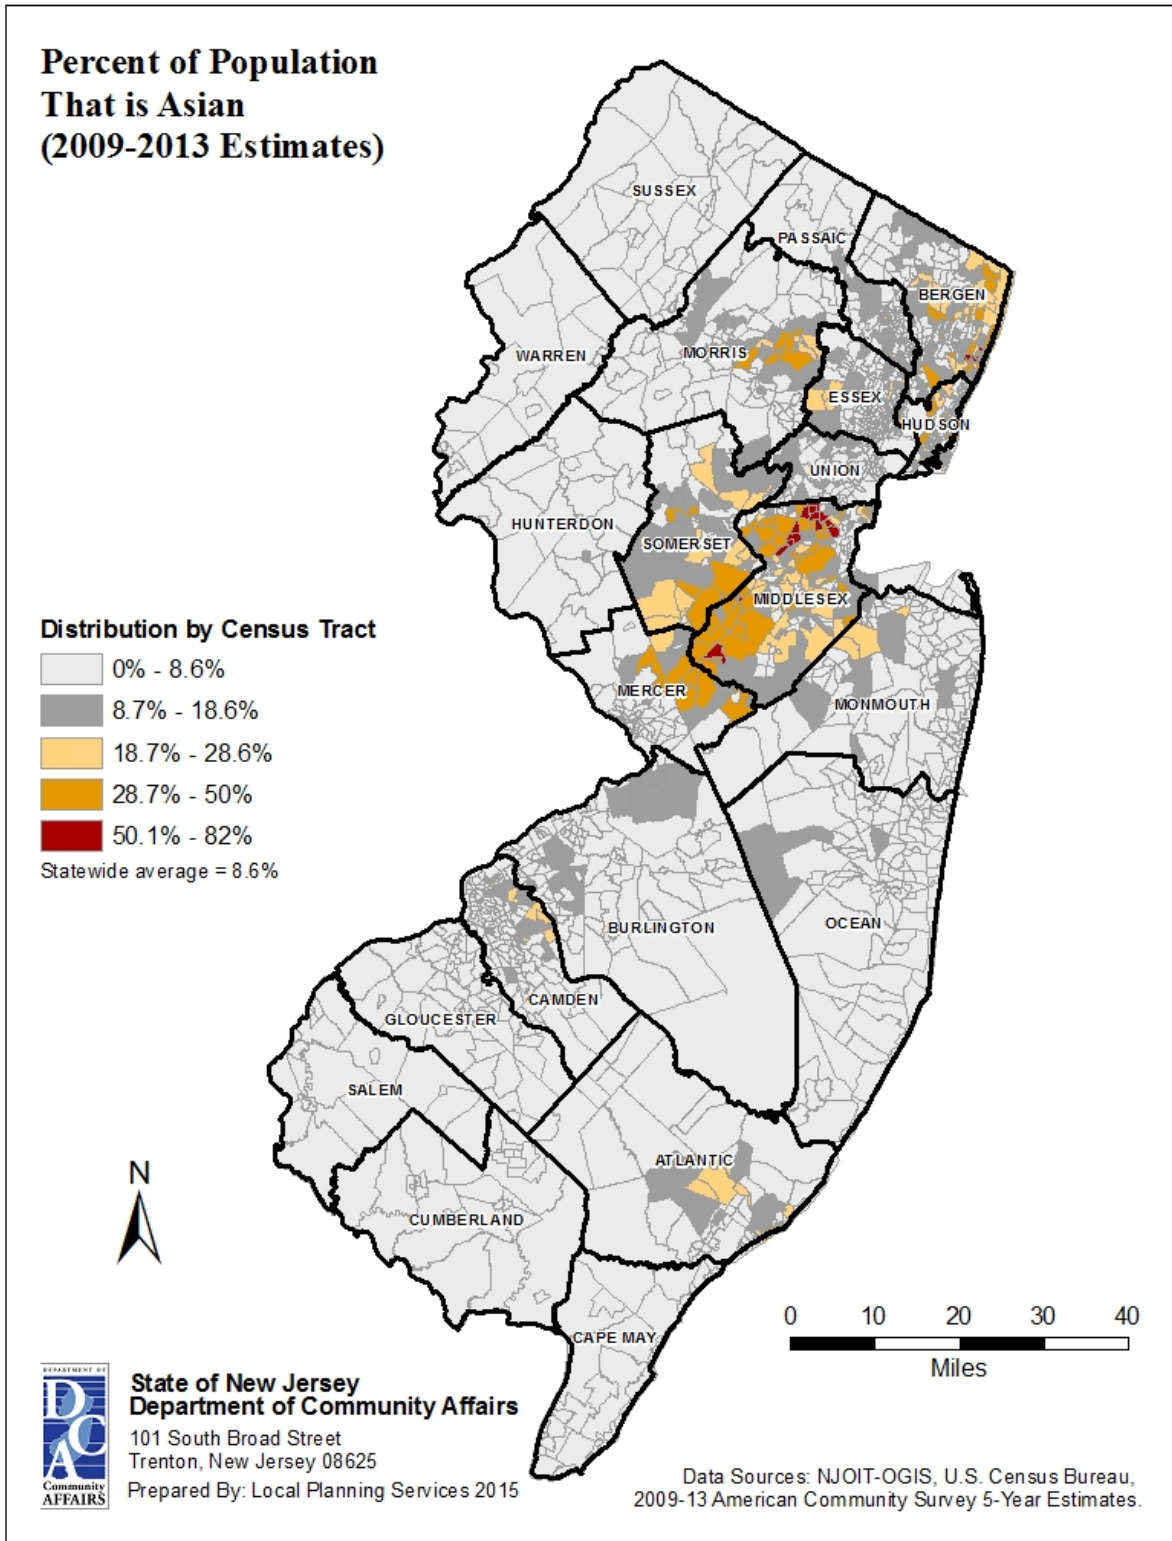 Percent of Population
That is Asian
(2009-2013 Estimates)
SUSSEX
PASSAIC
BERGEN
WARREN
MORRIS
ESSEX
HUDSON
UNION
HUNTERDON
SOMERSET
MIDDLESEX
MERCER
MONMOUTH
Distribution by Census Tract
0% - 8.6%
8.7% - 18.6%
18.7% - 28.6%
28.7% - 50%
50.1% - 82%
Statewide average = 8.6%
OCEAN
BURLINGTON
CAMDEN
GLOUCESTER
SALEM
ATLANTIC
CUMBERLAND
CAPE MAY
N
0 10 20 30 40
Miles
DEPARTMENT OF
DCA
Community
AFFAIRS
State of New Jersey
Department of Community Affairs
101 South Broad Street
Trenton, New Jersey 08625
Prepared By: Local Planning Services 2015
Data Sources: NJOIT-OGIS, U.S. Census Bureau,
2009-13 American Community Survey 5-Year Estimates.